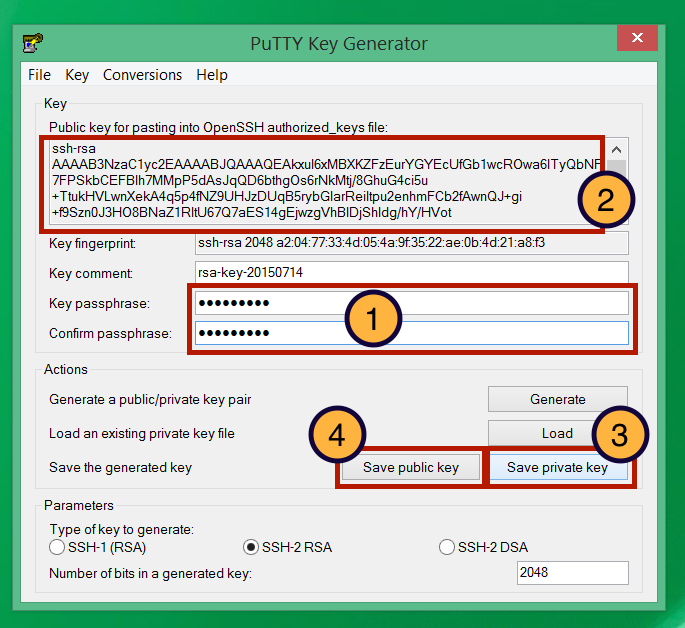 PuTTY Key Generator
File Key Conversions Help
Key
Public key for pasting into OpenSSH authorized_keys file:
ssh-rsa
AAAAB3NzaC1yc2EAAAABJQAAAQEAkxul6xMBXKZFzEurYGYEcUfGb1wcROwa6lTyQbNF
7FPSkbCEFBlh7MMpP5dAsJqQD6bthgOs6rNkMtj/8GhuG4ci5u
+TtukHVLwnXekA4q5p4fNZ9UHJzDUqB5rybGlarReiltpu2enhmFCb2fAwnQJ+gi
+f9Szn0J3HO8BNaZ1RltU67Q7aES14gEjwzgVhBlDjShldg/hY/HVot
2
Key fingerprint: ssh-rsa 2048 a2:04:77:33:4d:05:4a:9f:35:22:ae:0b:4d:21:a8:f3
Key comment: rsa-key-20150714
Key passphrase: ●●●●●●●●●
1
Confirm passphrase: ●●●●●●●●●
Actions
Generate a public/private key pair Generate
Load an existing private key file Load
4 3
Save the generated key Save public key Save private key
Parameters
Type of key to generate:
SSH-1 (RSA) SSH-2 RSA SSH-2 DSA
Number of bits in a generated key: 2048